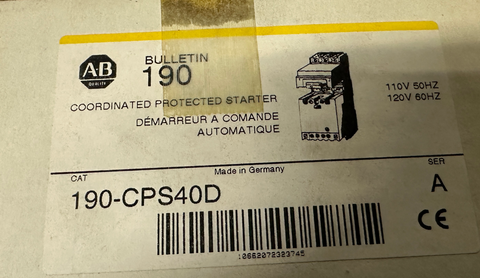 AB
QUALITY
BULLETIN
190
COORDINATED PROTECTED STARTER
DÉMARREUR A COMANDE
AUTOMATIQUE
110V 50HZ
120V 60HZ
Made in Germany
CAT
SER
190-CPS40D
A
CE
10662072323745